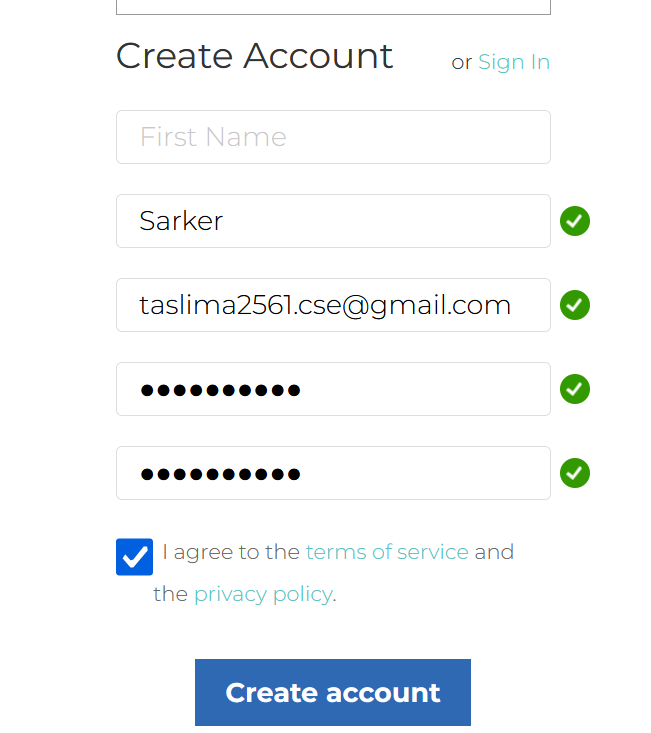 Create Account or Sign In
First Name
Sarker
taslima2561.cse@gmail.com
●●●●●●●●●●
●●●●●●●●●●
I agree to the terms of service and
the privacy policy.
Create account